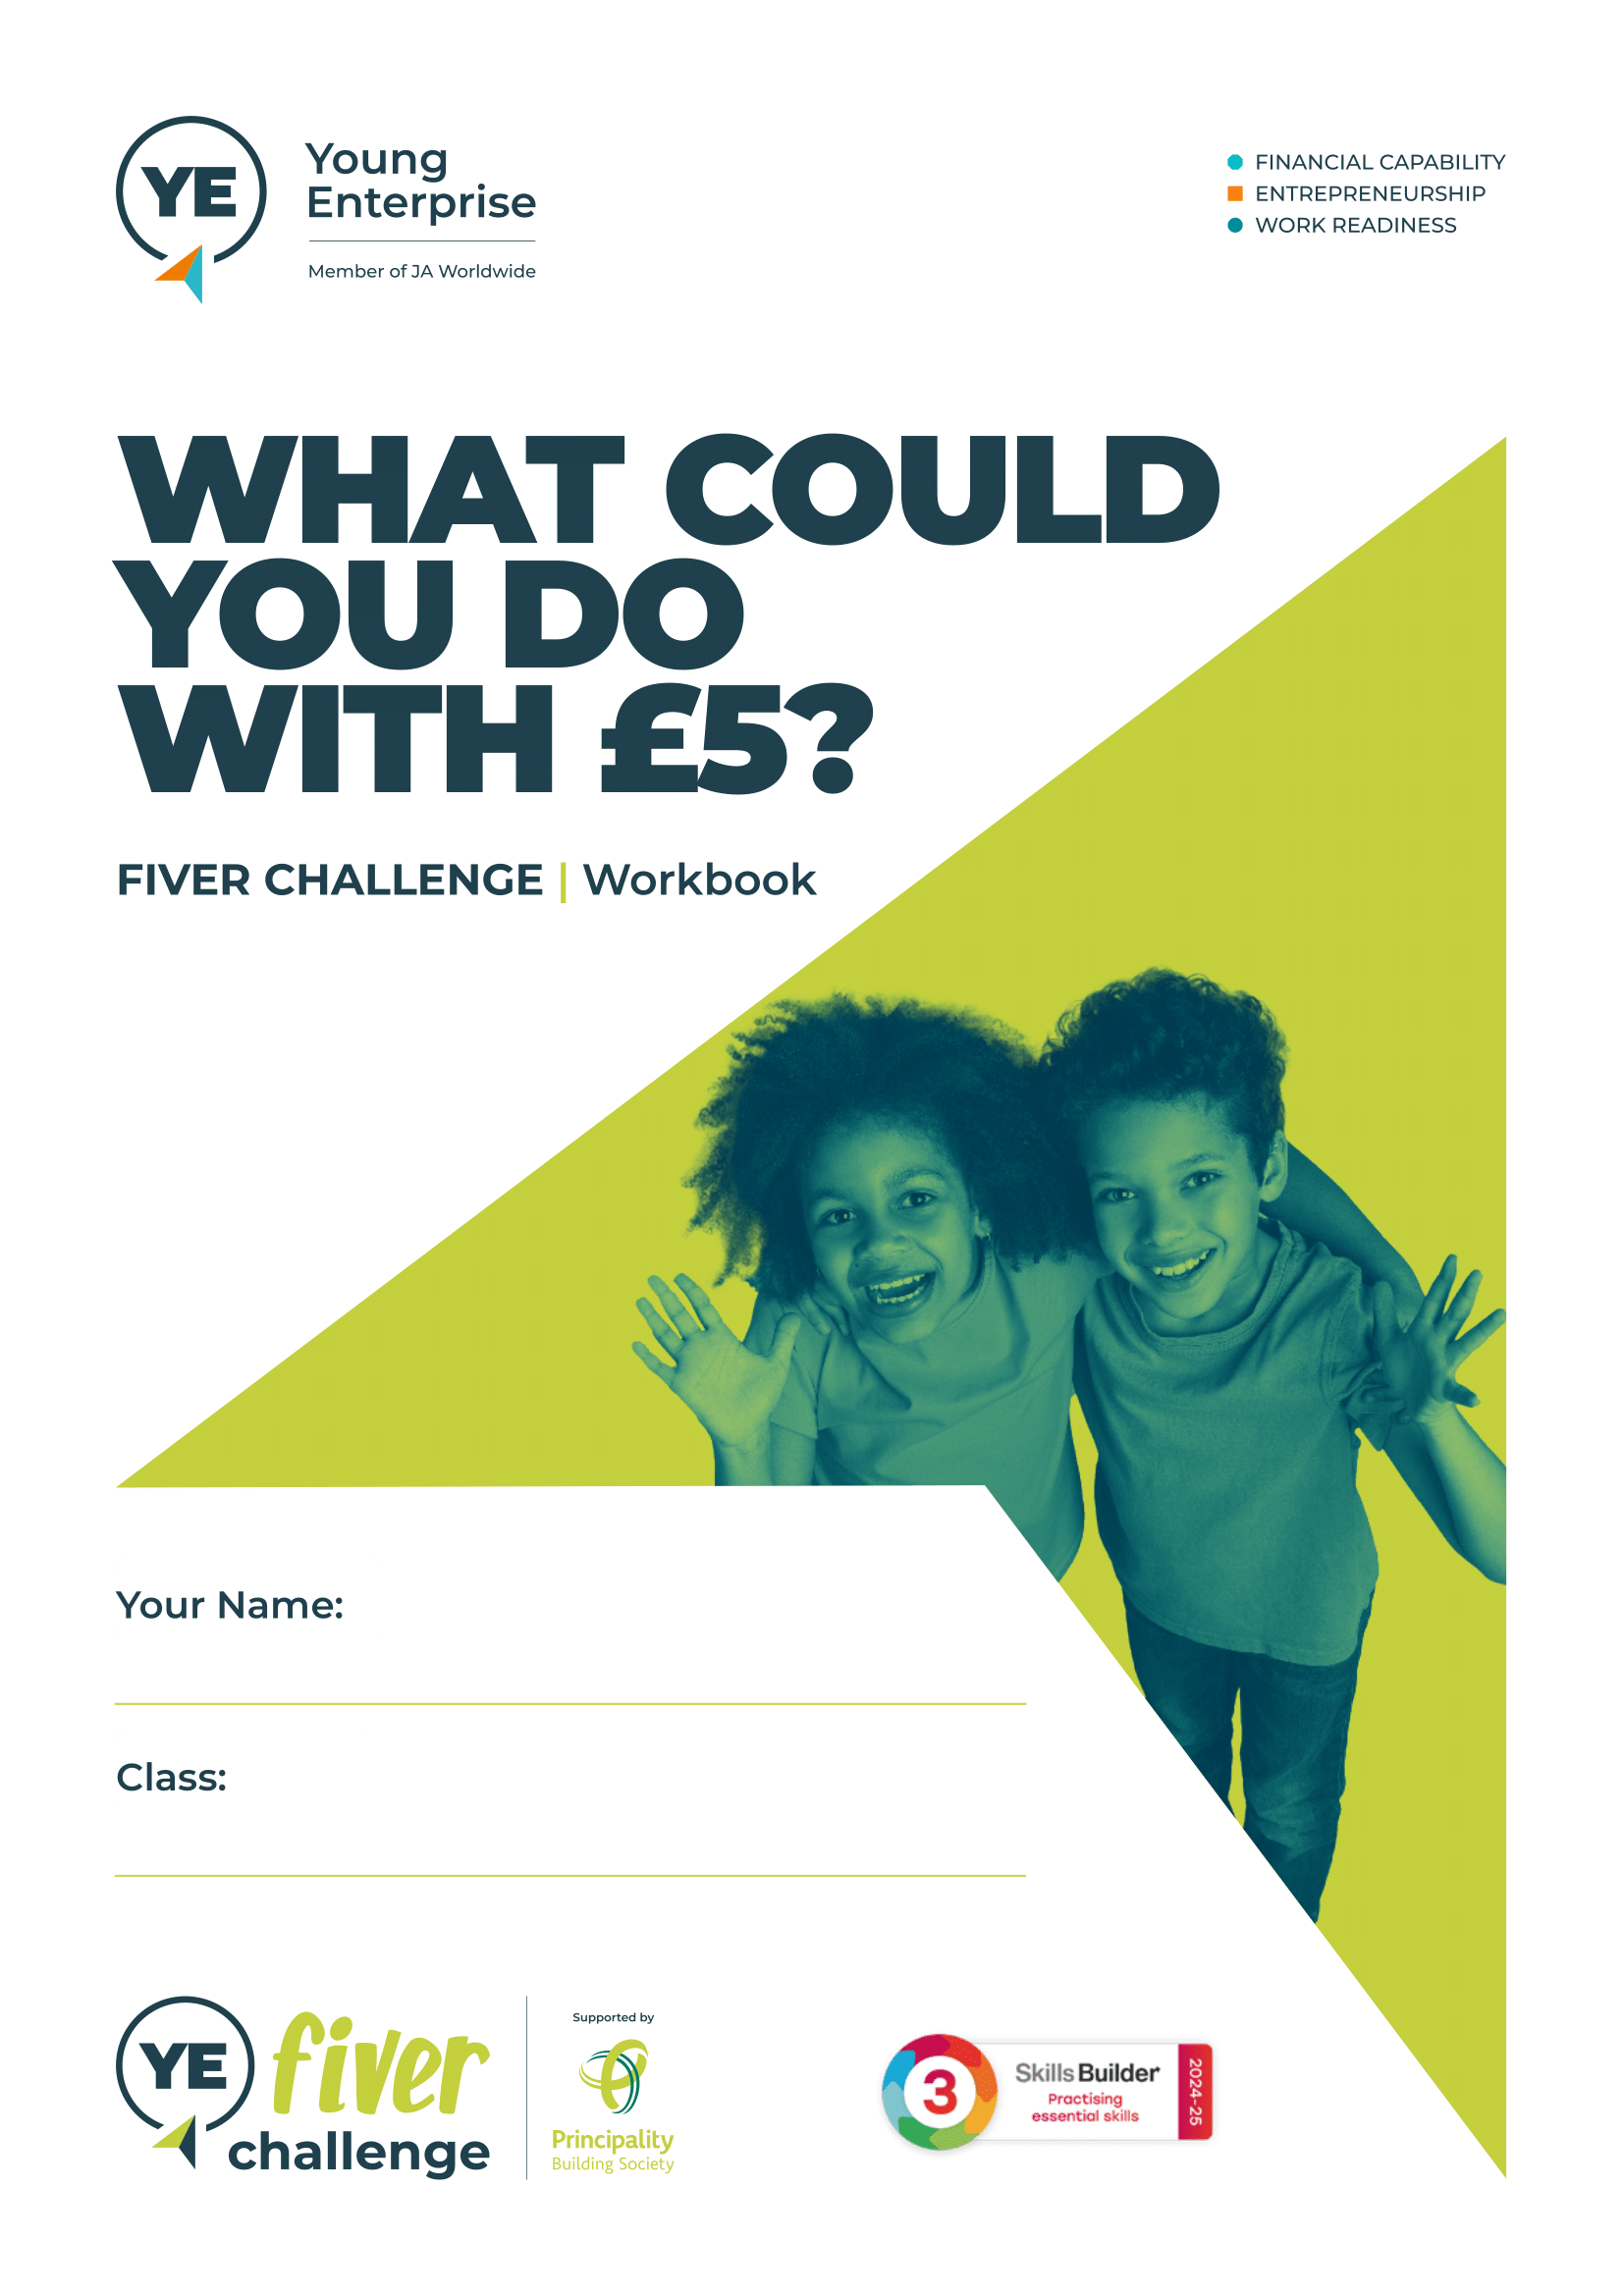 YE
Young
Enterprise
Member of JA Worldwide
FINANCIAL CAPABILITY
ENTREPRENEURSHIP
WORK READINESS
WHAT COULD
YOU DO
WITH £5?
FIVER CHALLENGE | Workbook
Your Name:
Class:
YE fiver
challenge
Supported by
Principality
Building Society
3
Skills Builder
Practising
essential skills
2024-25